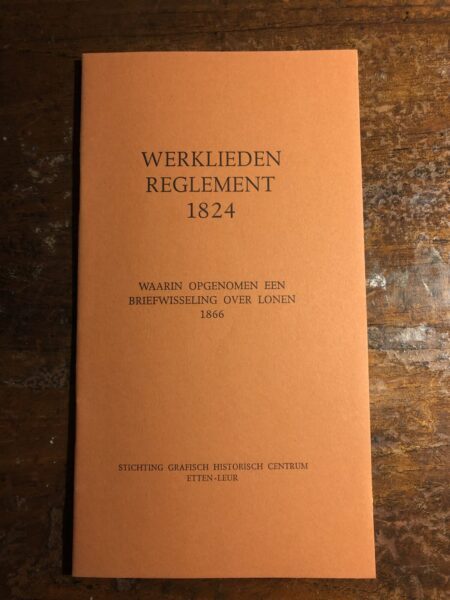 WERKLIEDEN
REGLEMENT
1824
WAARIN OPGENOMEN EEN
BRIEFWISSELING OVER LONEN
1866
STICHTING GRAFISCH HISTORISCH CENTRUM
ETTEN-LEUR